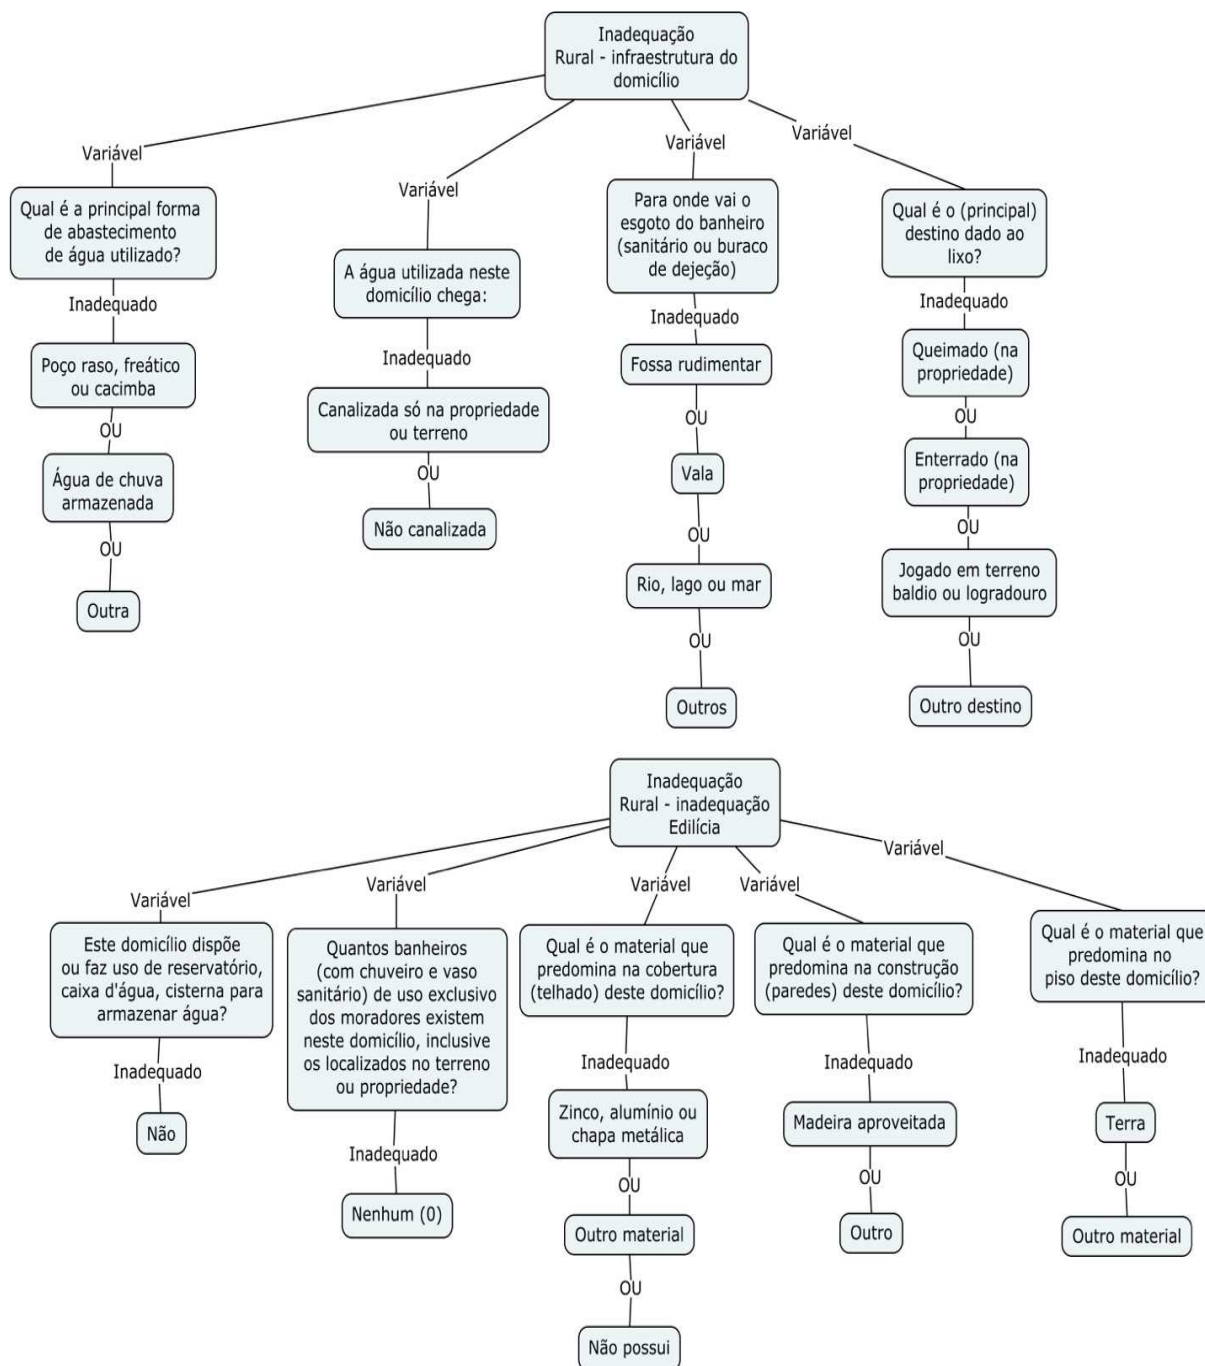 Inadequação
Rural - infraestrutura do
domicílio
Variável
Qual é a principal forma
de abastecimento
de água utilizado?
Inadequado
Poço raso, freático
ou cacimba
OU
Água de chuva
armazenada
OU
Outra
Variável
A água utilizada neste
domicílio chega:
Inadequado
Canalizada só na propriedade
ou terreno
OU
Não canalizada
Variável
Para onde vai o
esgoto do banheiro
(sanitário ou buraco
de dejeção)
Inadequado
Fossa rudimentar
OU
Vala
OU
Rio, lago ou mar
OU
Outros
Variável
Qual é o (principal)
destino dado ao
lixo?
Inadequado
Queimado (na
propriedade)
OU
Enterrado (na
propriedade)
OU
Jogado em terreno
baldio ou logradouro
OU
Outro destino
Inadequação
Rural - inadequação
Edilícia
Variável
Este domicílio dispõe
ou faz uso de reservatório,
caixa d'água, cisterna para
armazenar água?
Inadequado
Não
Variável
Quantos banheiros
(com chuveiro e vaso
sanitário) de uso exclusivo
dos moradores existem
neste domicílio, inclusive
os localizados no terreno
ou propriedade?
Inadequado
Nenhum (0)
Variável
Qual é o material que
predomina na cobertura
(telhado) deste domicílio?
Inadequado
Zinco, alumínio ou
chapa metálica
OU
Outro material
OU
Não possui
Variável
Qual é o material que
predomina na construção
(paredes) deste domicílio?
Inadequado
Madeira aproveitada
OU
Outro
Variável
Qual é o material que
predomina no
piso deste domicílio?
Inadequado
Terra
OU
Outro material